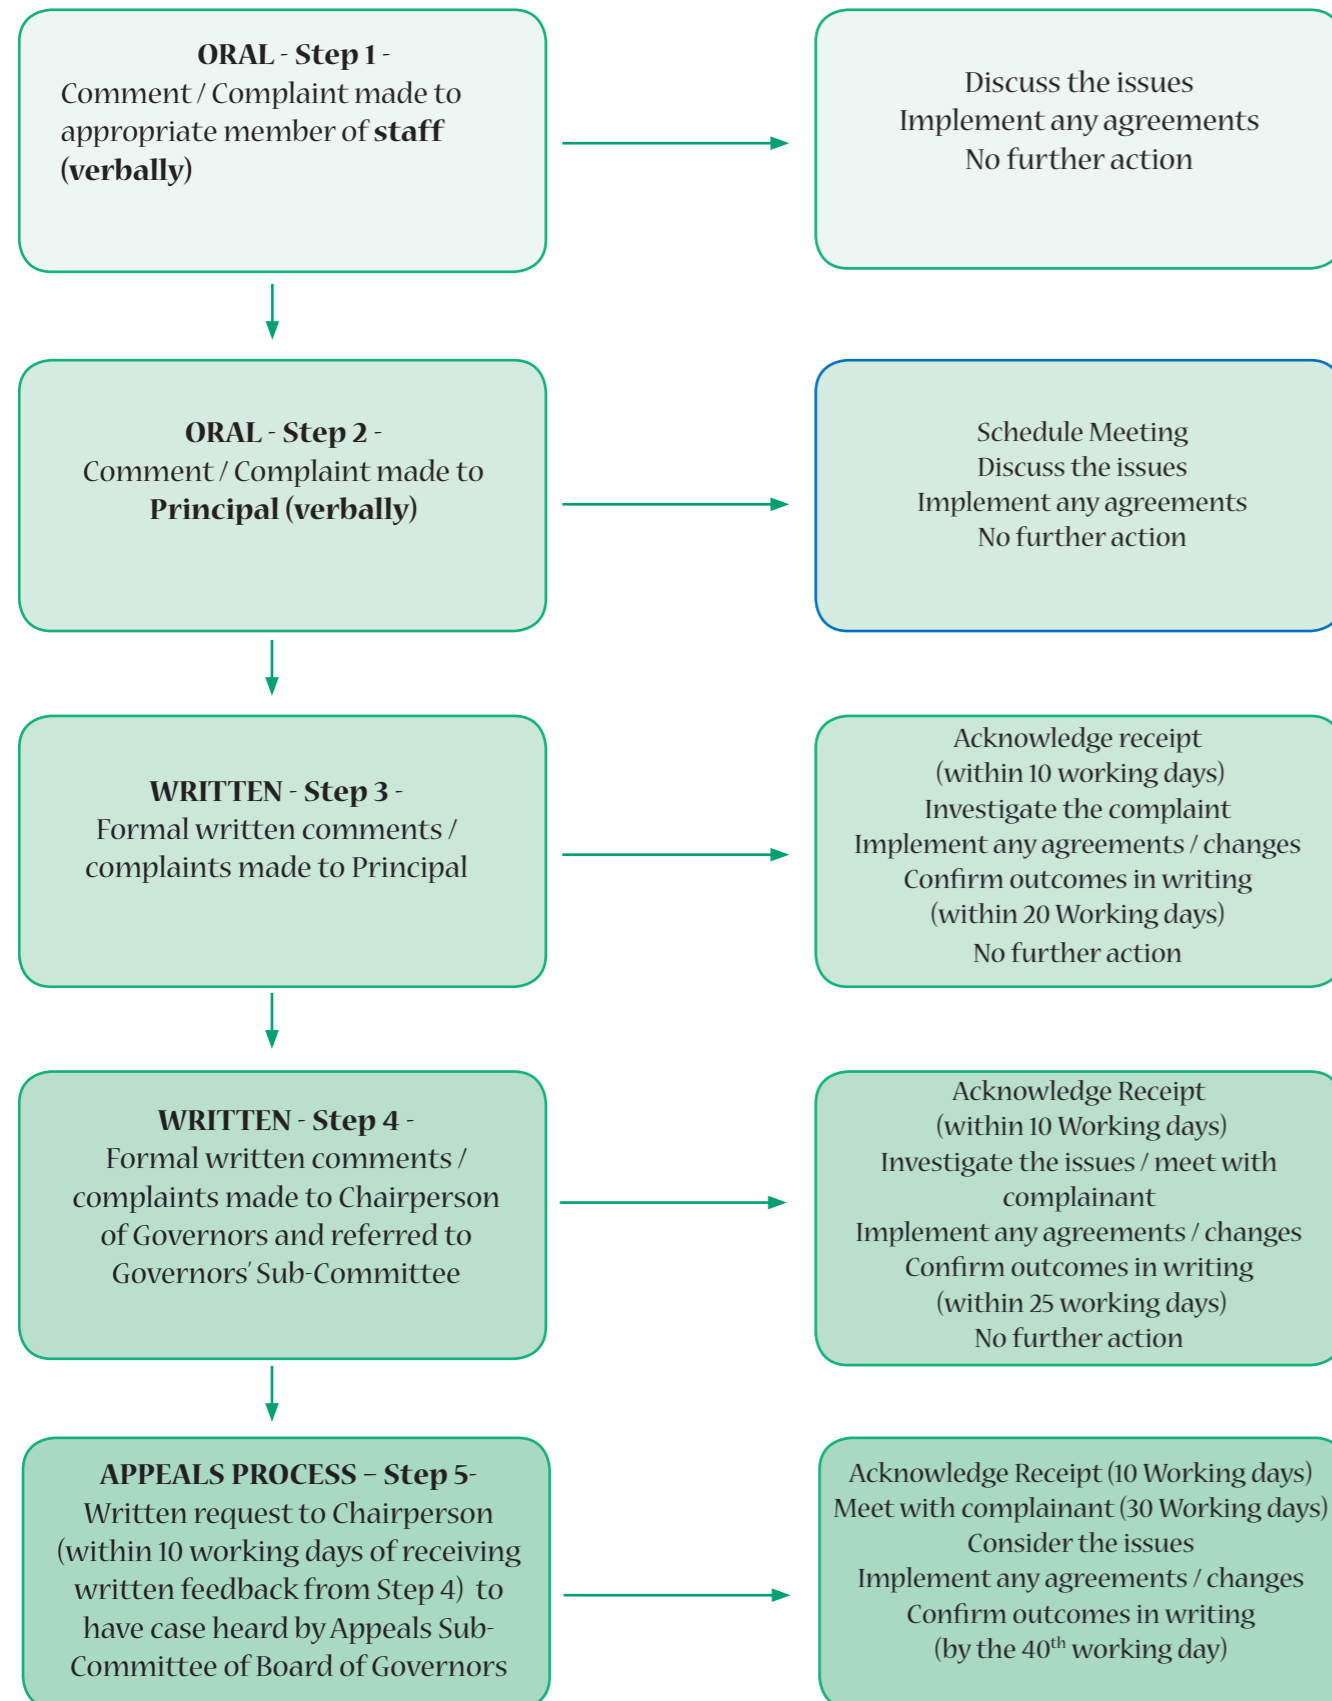 ORAL - Step 1 -
Comment / Complaint made to
appropriate member of staff
(verbally)
Discuss the issues
Implement any agreements
No further action
ORAL - Step 2 -
Comment / Complaint made to
Principal (verbally)
Schedule Meeting
Discuss the issues
Implement any agreements
No further action
WRITTEN - Step 3 -
Formal written comments /
complaints made to Principal
Acknowledge receipt
(within 10 working days)
Investigate the complaint
Implement any agreements / changes
Confirm outcomes in writing
(within 20 Working days)
No further action
WRITTEN - Step 4 -
Formal written comments /
complaints made to Chairperson
of Governors and referred to
Governors' Sub-Committee
Acknowledge Receipt
(within 10 Working days)
Investigate the issues / meet with
complainant
Implement any agreements / changes
Confirm outcomes in writing
(within 25 working days)
No further action
APPEALS PROCESS – Step 5-
Written request to Chairperson
(within 10 working days of receiving
written feedback from Step 4) to
have case heard by Appeals Sub-
Committee of Board of Governors
Acknowledge Receipt (10 Working days)
Meet with complainant (30 Working days)
Consider the issues
Implement any agreements / changes
Confirm outcomes in writing
(by the 40th working day)